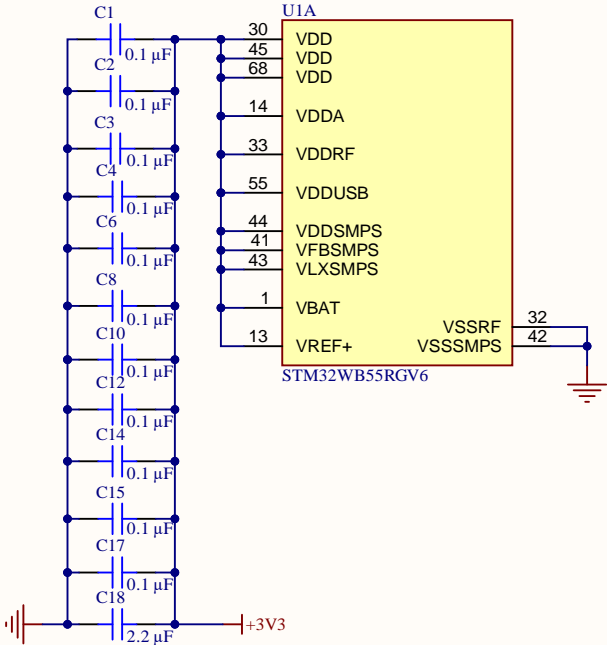 C1
0.1 µF
C2
0.1 µF
C3
0.1 µF
C4
0.1 µF
C6
0.1 µF
C8
0.1 µF
C10
0.1 µF
C12
0.1 µF
C14
0.1 µF
C15
0.1 µF
C17
0.1 µF
C18
2.2 µF
+3V3
U1A
30 VDD
45 VDD
68 VDD
14 VDDA
33 VDDRF
55 VDDUSB
44 VDDSMPS
41 VFBSMPS
43 VLXSMPS
1 VBAT
VSSRF 32
13 VREF+ VSSSMPS 42
STM32WB55RGV6